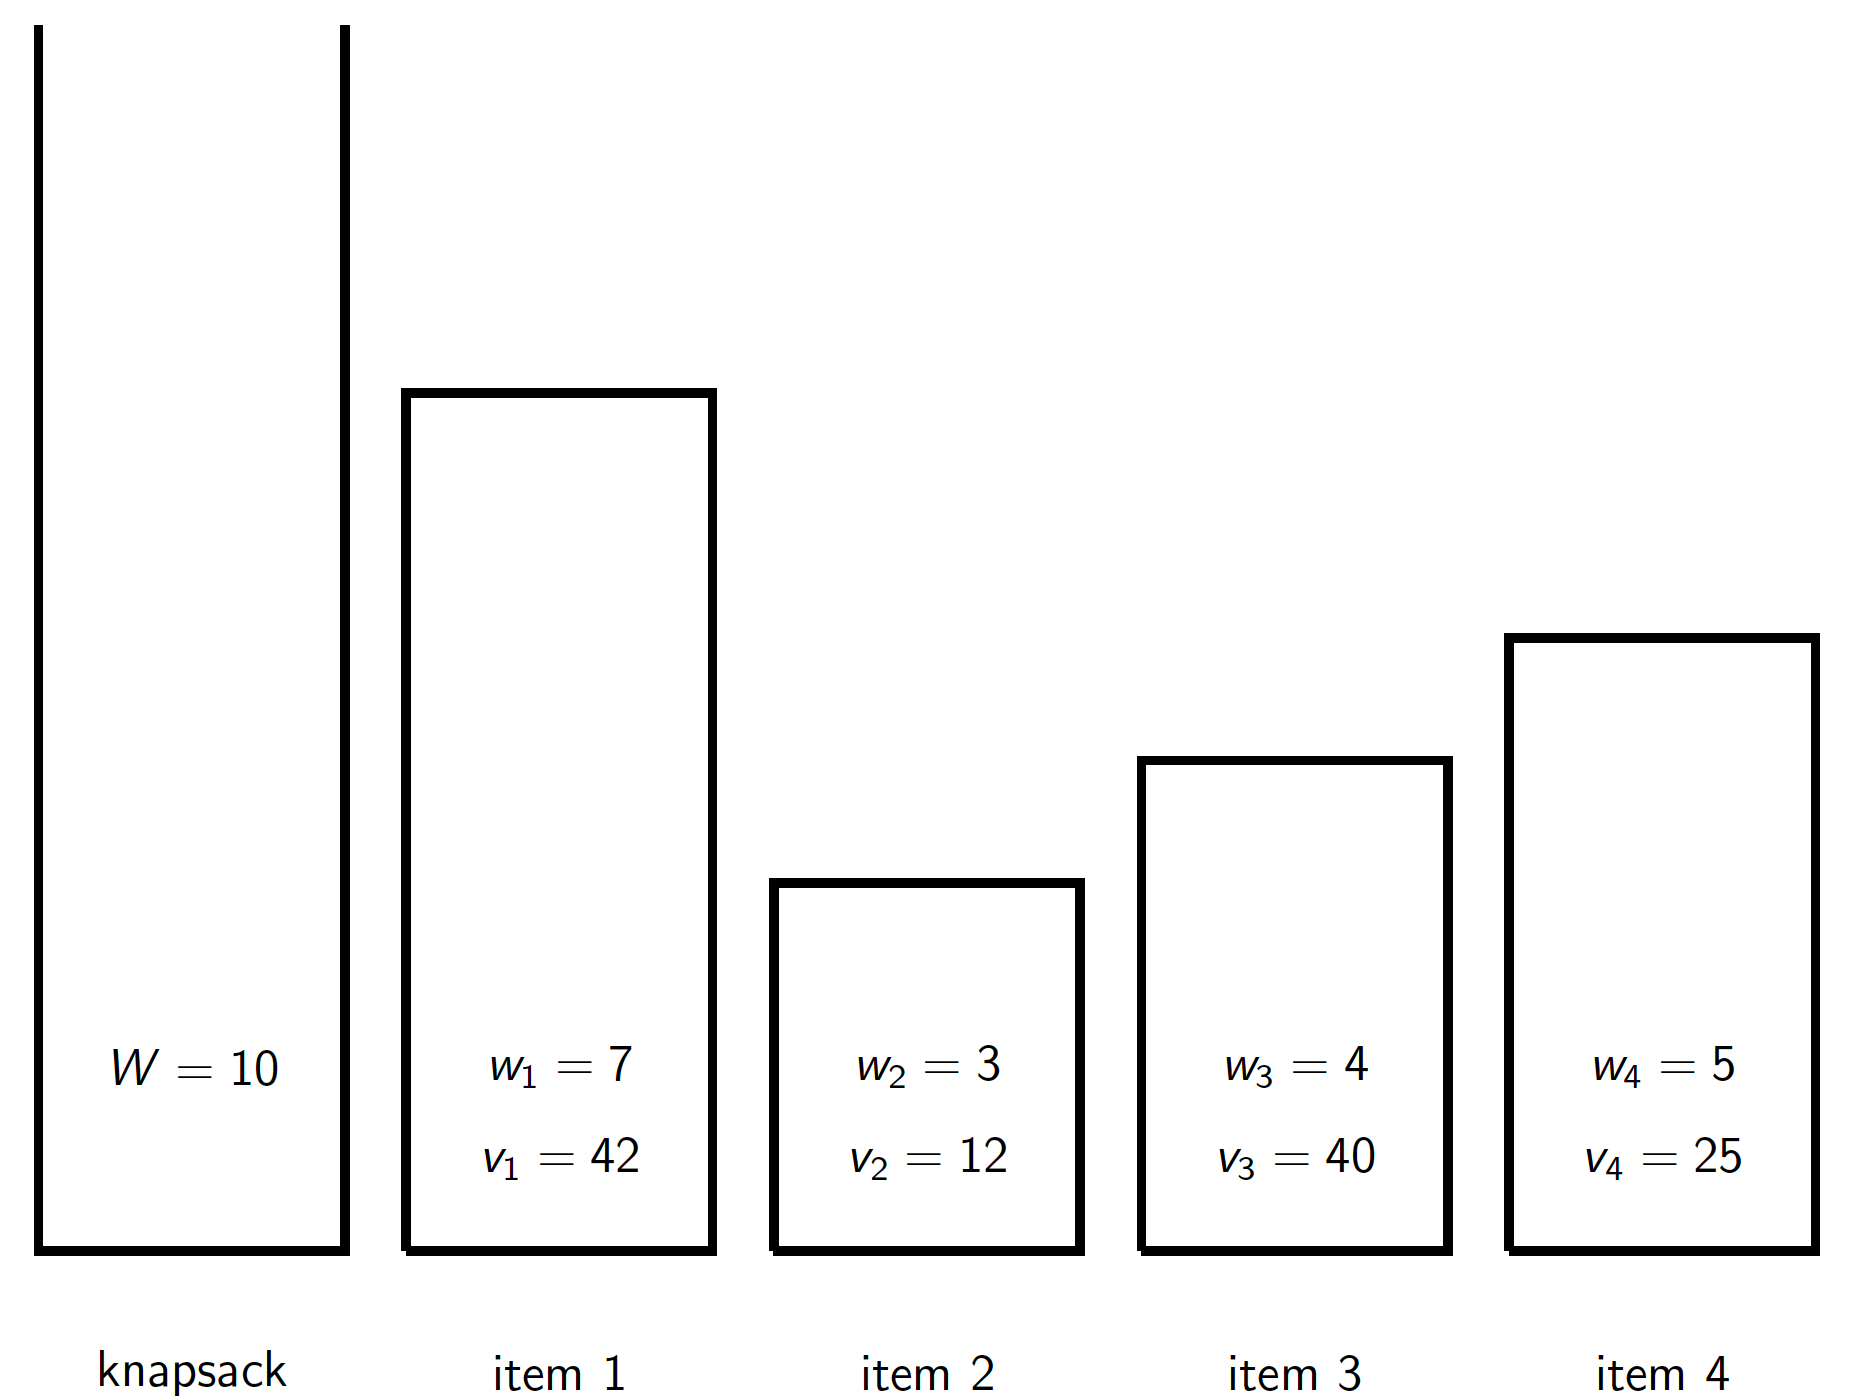 W = 10
w₁ = 7
v₁ = 42
w₂ = 3
v₂ = 12
w₃ = 4
v₃ = 40
w₄ = 5
v₄ = 25
knapsack
item 1
item 2
item 3
item 4